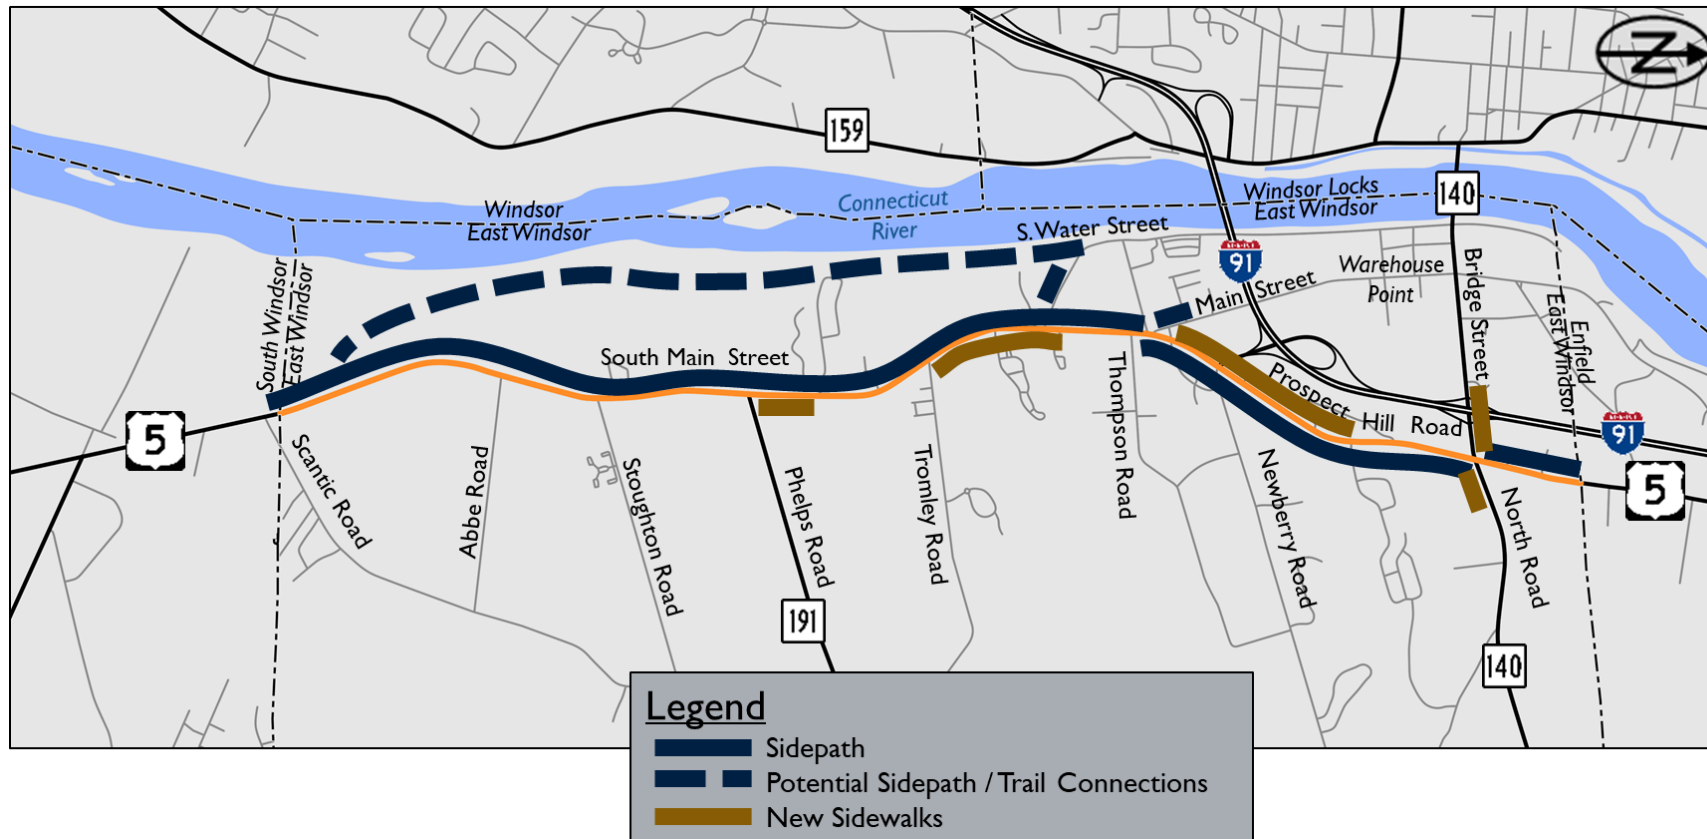 N
159
Windsor
East Windsor
Connecticut
River
Windsor Locks
East Windsor
140
S. Water Street
91
Main Street
Warehouse
Point
Bridge Street
Enfield
East Windsor
South Windsor
East Windsor
South Main Street
Prospect Hill Road
91
5
5
Scantic Road
Abbe Road
Stoughton Road
Phelps Road
Tromley Road
Thompson Road
Newberry Road
North Road
191
140
Legend
Sidepath
Potential Sidepath / Trail Connections
New Sidewalks